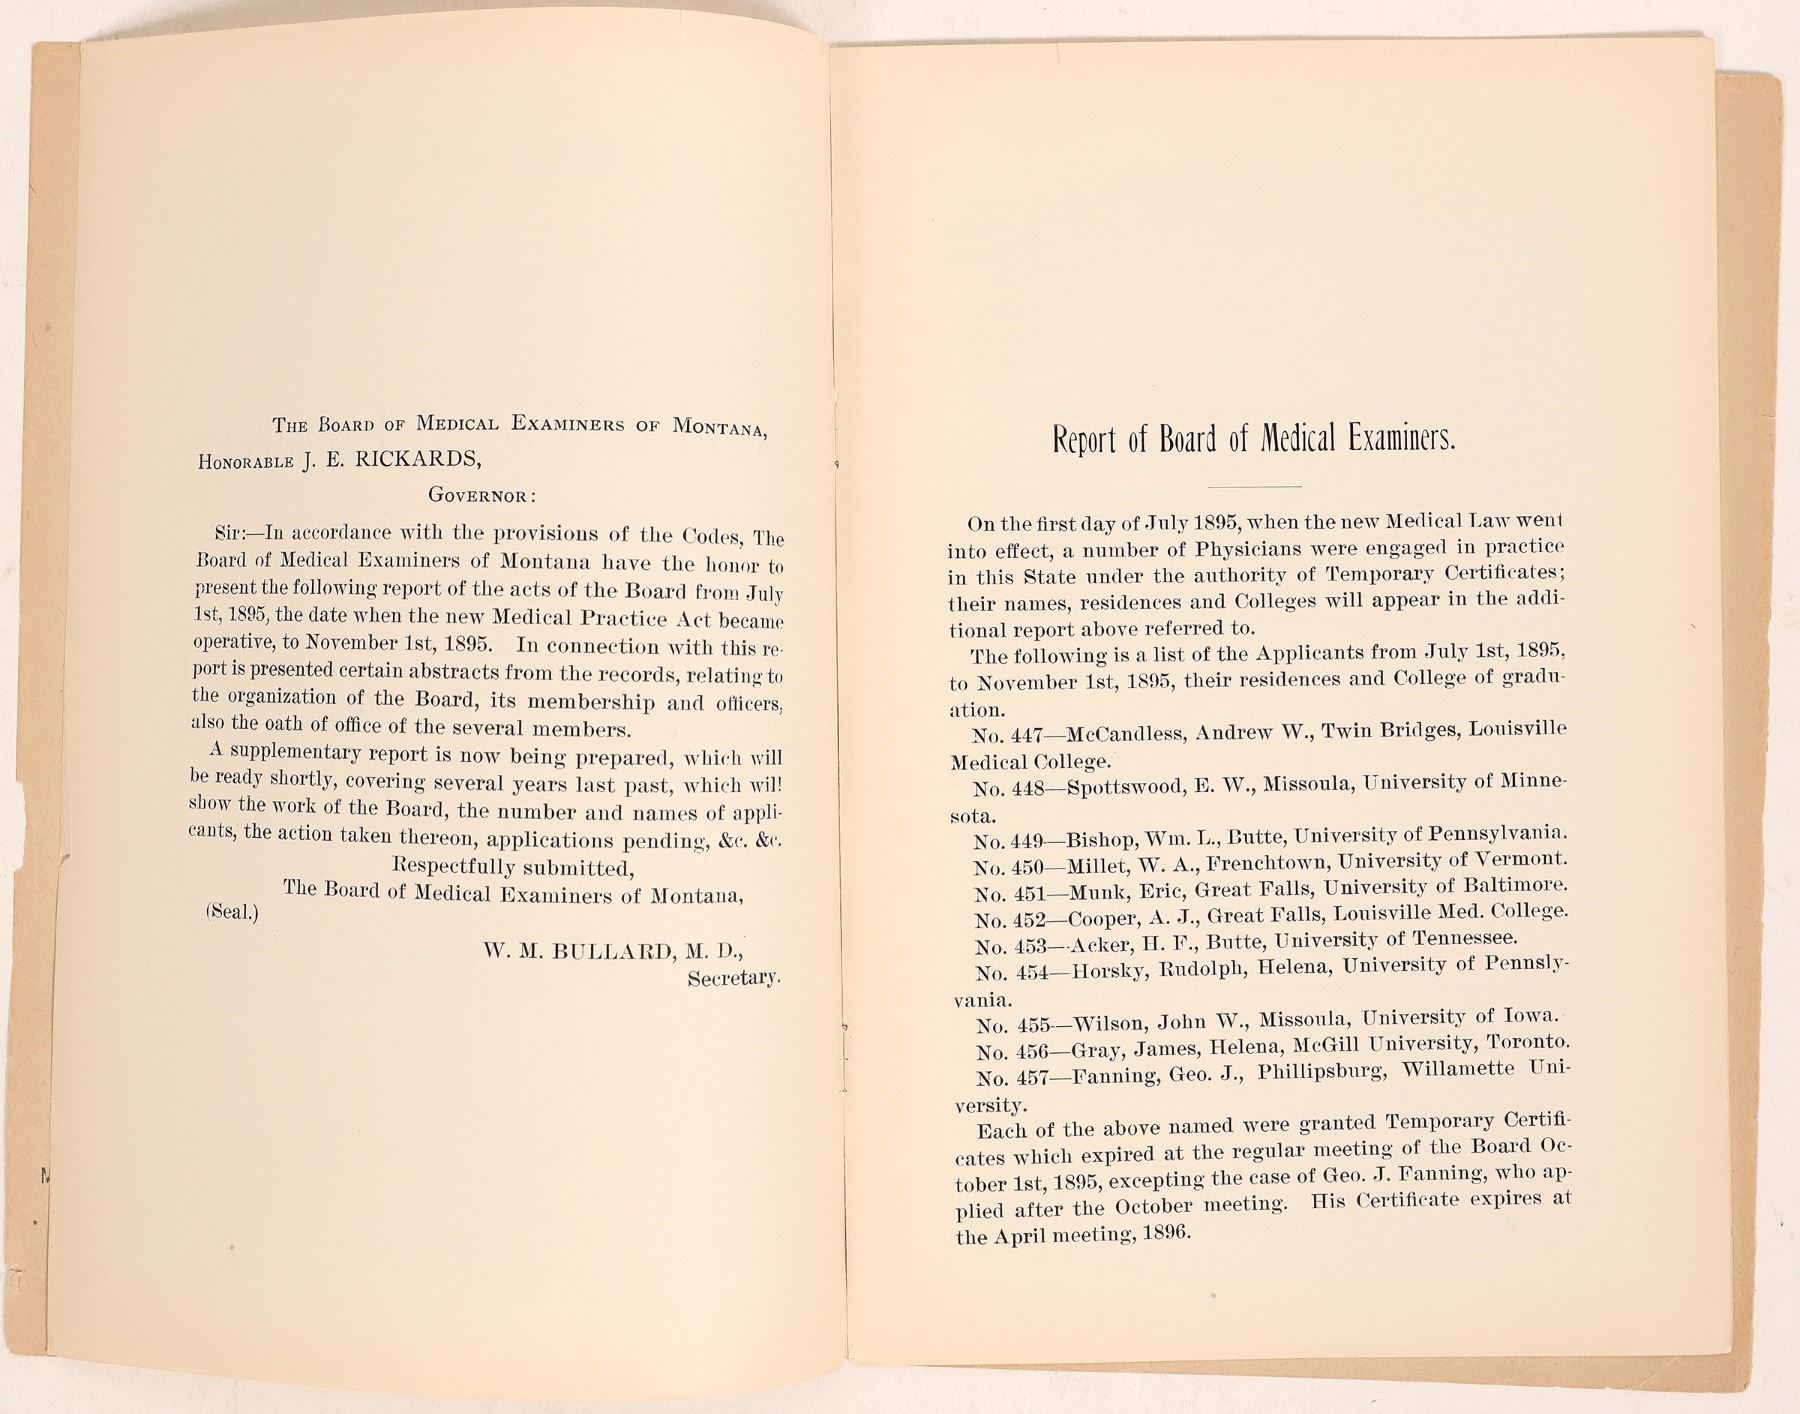 The Board of Medical Examiners of Montana,
Honorable J. E. RICKARDS,
Governor:
Sir:—In accordance with the provisions of the Codes, The
Board of Medical Examiners of Montana have the honor to
present the following report of the acts of the Board from July
1st, 1895, the date when the new Medical Practice Act became
operative, to November 1st, 1895. In connection with this re-
port is presented certain abstracts from the records, relating to
the organization of the Board, its membership and officers,
also the oath of office of the several members.
A supplementary report is now being prepared, which will
be ready shortly, covering several years last past, which will
show the work of the Board, the number and names of appli-
cants, the action taken thereon, applications pending, &c. &c.
Respectfully submitted,
The Board of Medical Examiners of Montana,
(Seal.)
W. M. BULLARD, M. D.,
Secretary.
Report of Board of Medical Examiners.
On the first day of July 1895, when the new Medical Law went
into effect, a number of Physicians were engaged in practice
in this State under the authority of Temporary Certificates;
their names, residences and Colleges will appear in the addi-
tional report above referred to.
The following is a list of the Applicants from July 1st, 1895,
to November 1st, 1895, their residences and College of gradu-
ation.
No. 447—McCandless, Andrew W., Twin Bridges, Louisville
Medical College.
No. 448—Spottswood, E. W., Missoula, University of Minne-
sota.
No. 449—Bishop, Wm. L., Butte, University of Pennsylvania.
No. 450—Millet, W. A., Frenchtown, University of Vermont.
No. 451—Munk, Eric, Great Falls, University of Baltimore.
No. 452—Cooper, A. J., Great Falls, Louisville Med. College.
No. 453—Acker, H. F., Butte, University of Tennessee.
No. 454—Horsky, Rudolph, Helena, University of Pennsly-
vania.
No. 455—Wilson, John W., Missoula, University of Iowa.
No. 456—Gray, James, Helena, McGill University, Toronto.
No. 457—Fanning, Geo. J., Phillipsburg, Willamette Uni-
versity.
Each of the above named were granted Temporary Certifi-
cates which expired at the regular meeting of the Board Oc-
tober 1st, 1895, excepting the case of Geo. J. Fanning, who ap-
plied after the October meeting. His Certificate expires at
the April meeting, 1896.